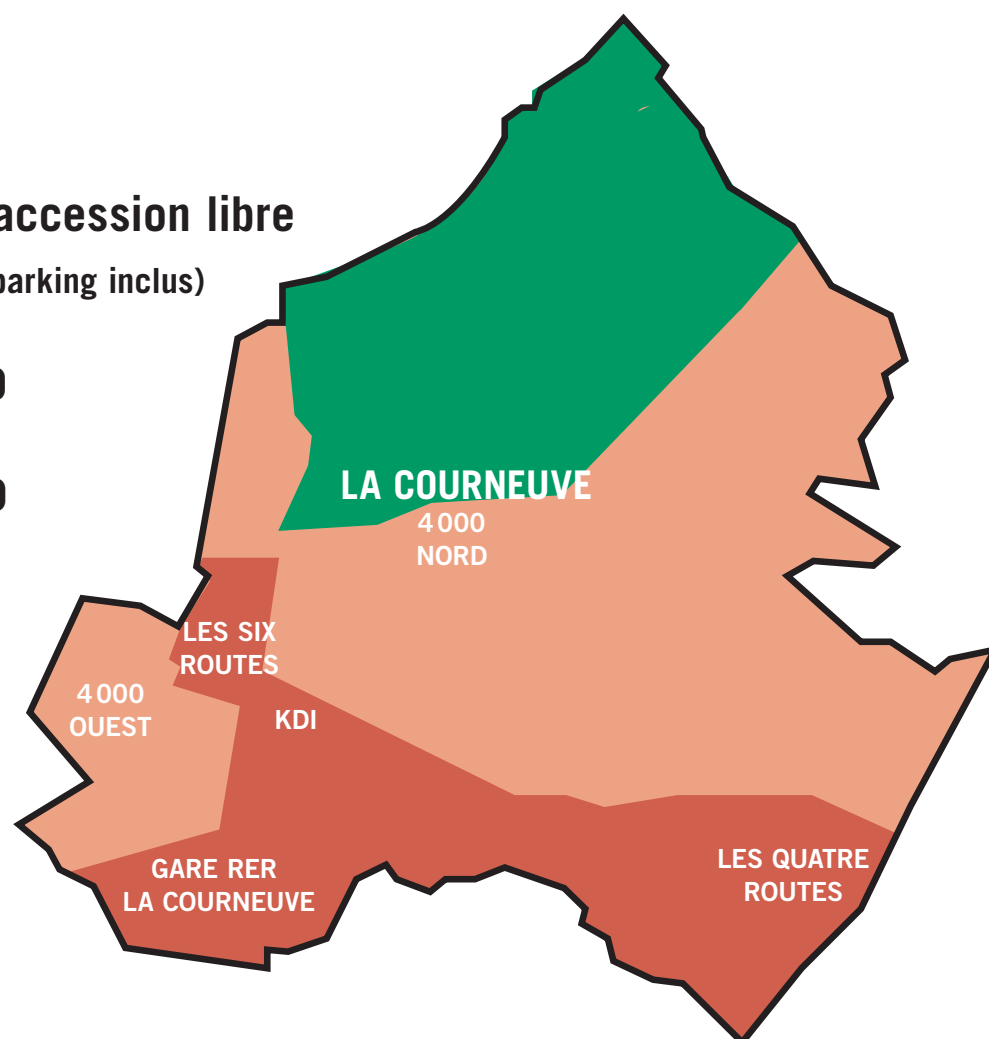 accession libre
parking inclus)
LA COURNEUVE
4 000
NORD
LES SIX
ROUTES
4 000
OUEST
KDI
GARE RER
LA COURNEUVE
LES QUATRE
ROUTES